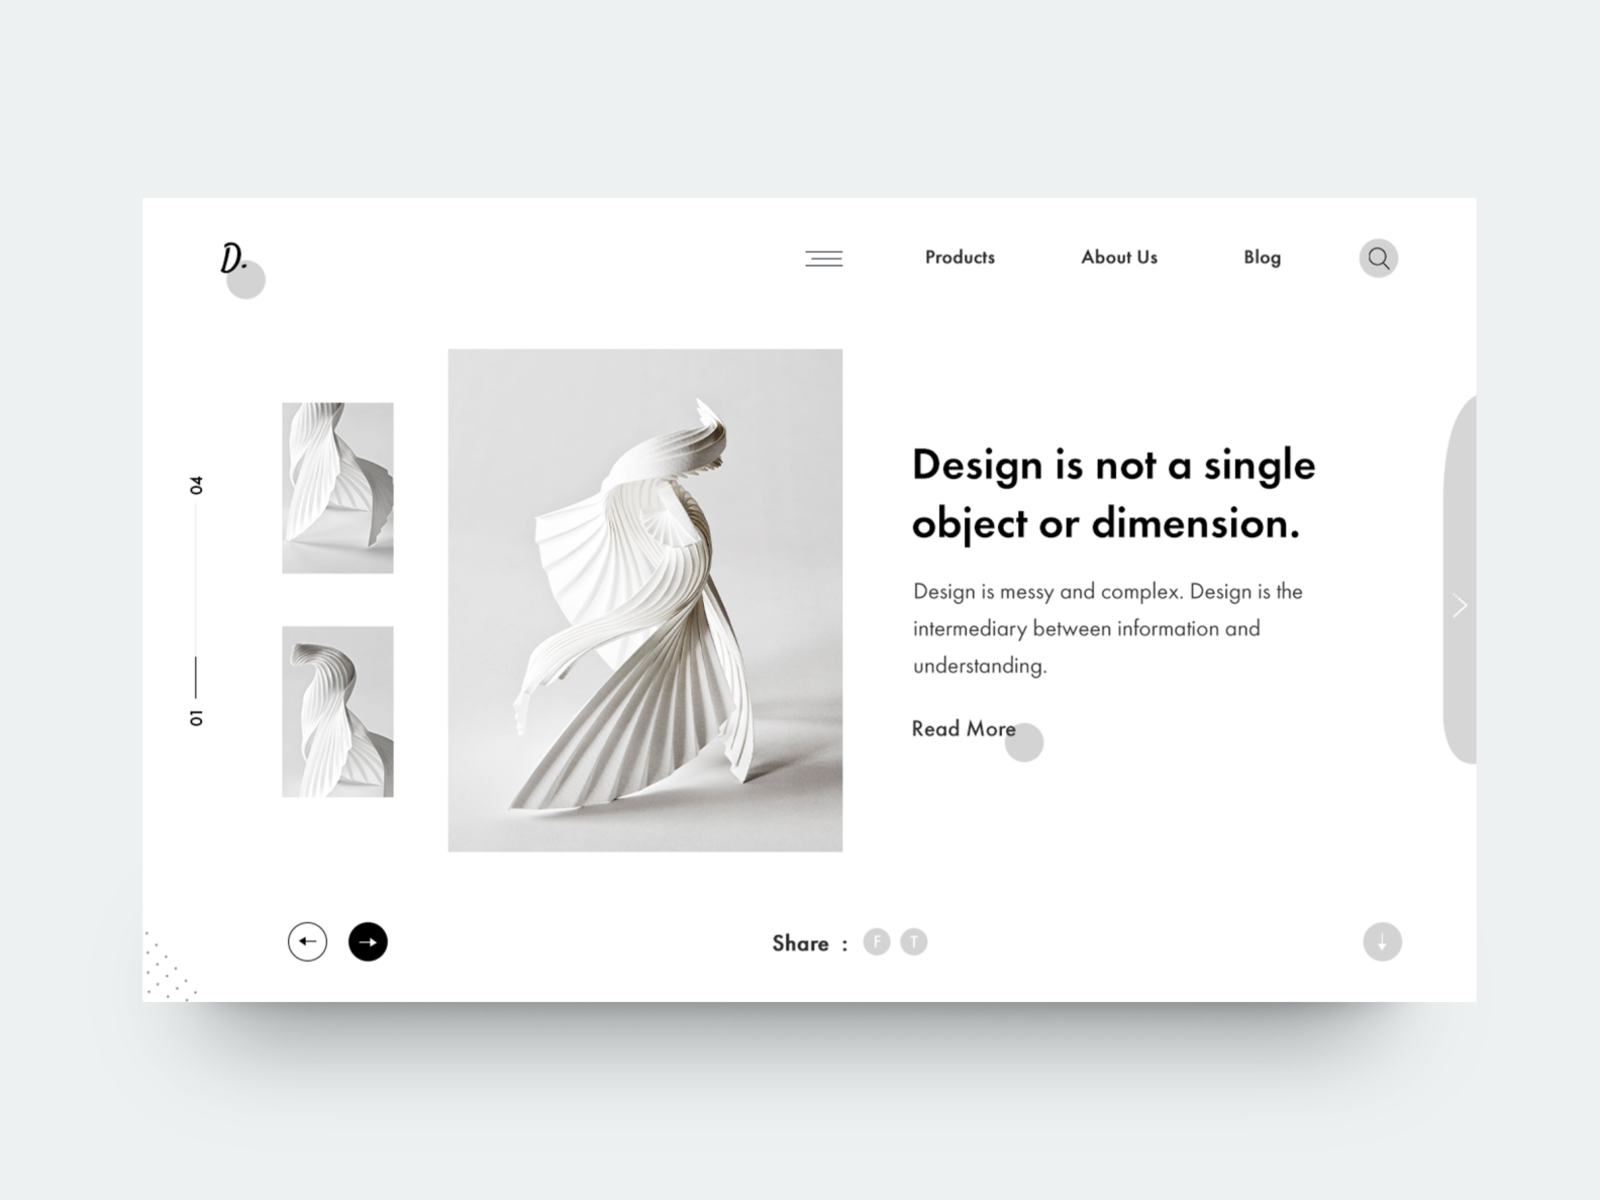 D.
Products
About Us
Blog
04
01
Design is not a single
object or dimension.
Design is messy and complex. Design is the
intermediary between information and
understanding.
Read More
Share :
F
T